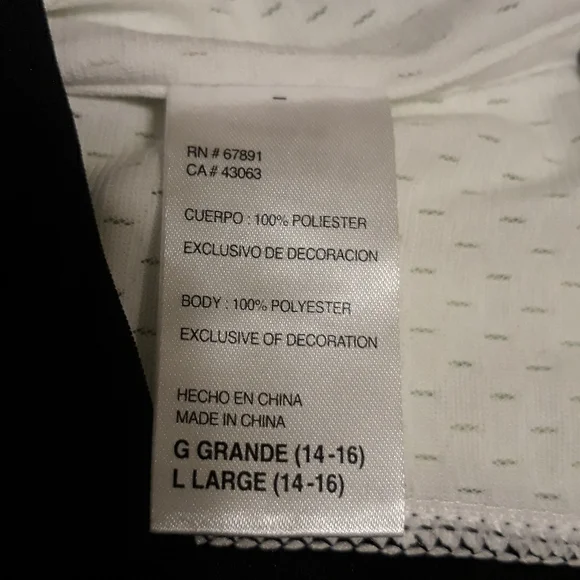 RN # 67891
CA # 43063
CUERPO : 100% POLIESTER
EXCLUSIVO DE DECORACION
BODY : 100% POLYESTER
EXCLUSIVE OF DECORATION
HECHO EN CHINA
MADE IN CHINA
G GRANDE (14-16)
L LARGE (14-16)